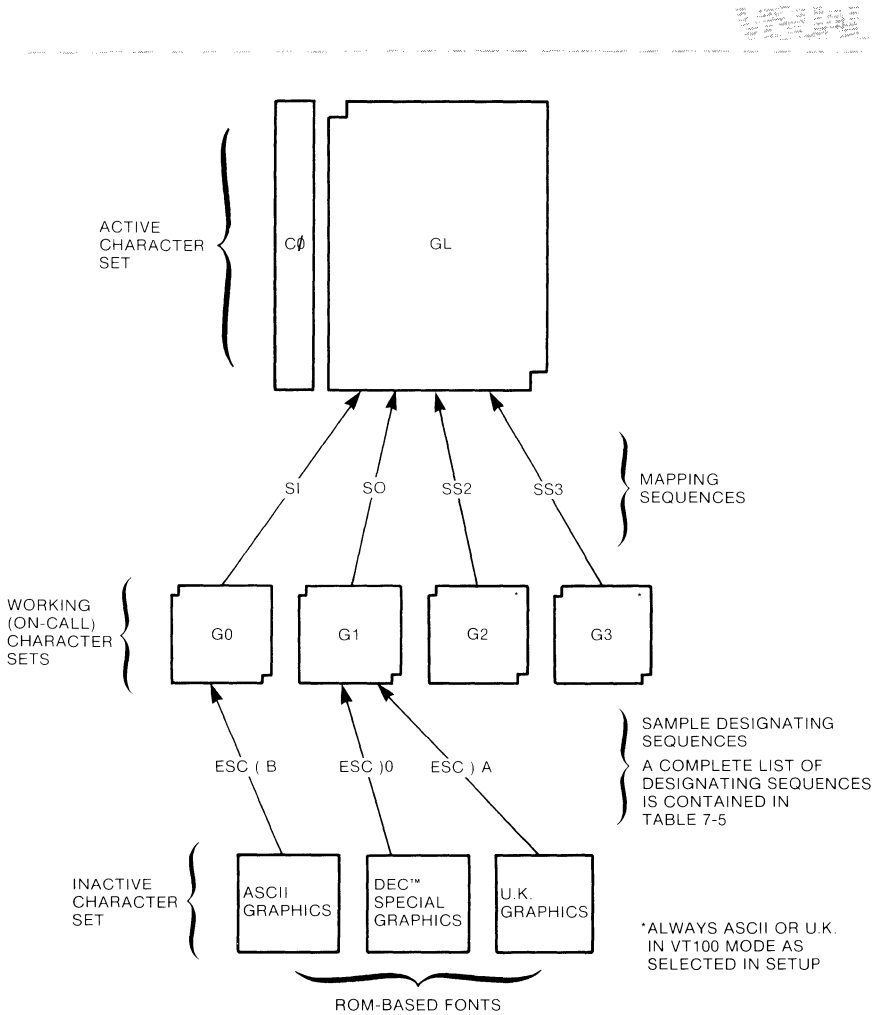 VISUAL
ACTIVE
CHARACTER
SET
CØ
GL
SI
SO
SS2
SS3
MAPPING
SEQUENCES
WORKING
(ON-CALL)
CHARACTER
SETS
G0
G1
G2
*
G3
*
SAMPLE DESIGNATING
SEQUENCES
A COMPLETE LIST OF
DESIGNATING SEQUENCES
IS CONTAINED IN
TABLE 7-5
ESC ( B
ESC )0
ESC ) A
INACTIVE
CHARACTER
SET
ASCII
GRAPHICS
DEC™
SPECIAL
GRAPHICS
U.K.
GRAPHICS
*ALWAYS ASCII OR U.K.
IN VT100 MODE AS
SELECTED IN SETUP
ROM-BASED FONTS